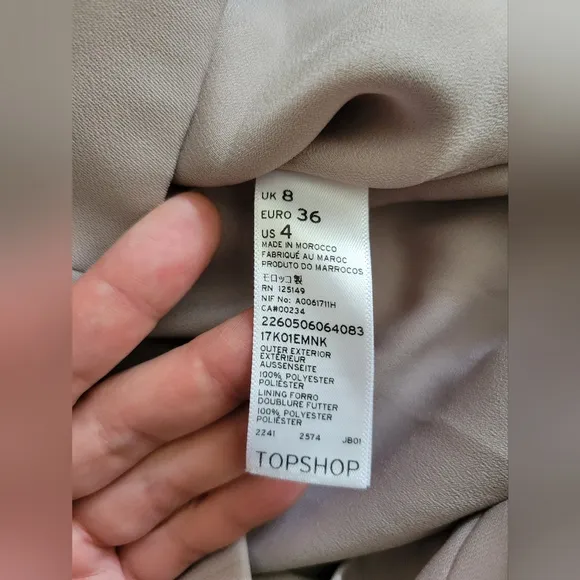 UK 8
EURO 36
US 4
MADE IN MOROCCO
FABRIQUÉ AU MAROC
PRODUTO DO MARROCOS
モロッコ製
RN 125149
NIF No: A0061711H
CA#00234
2260506064083
17K01EMNK
OUTER EXTERIOR
EXTÉRIEUR
AUSSENSEITE
100% POLYESTER
POLIÉSTER
LINING FORRO
DOUBLURE FUTTER
100% POLYESTER
POLIÉSTER
2241 2574 JB01
TOPSHOP